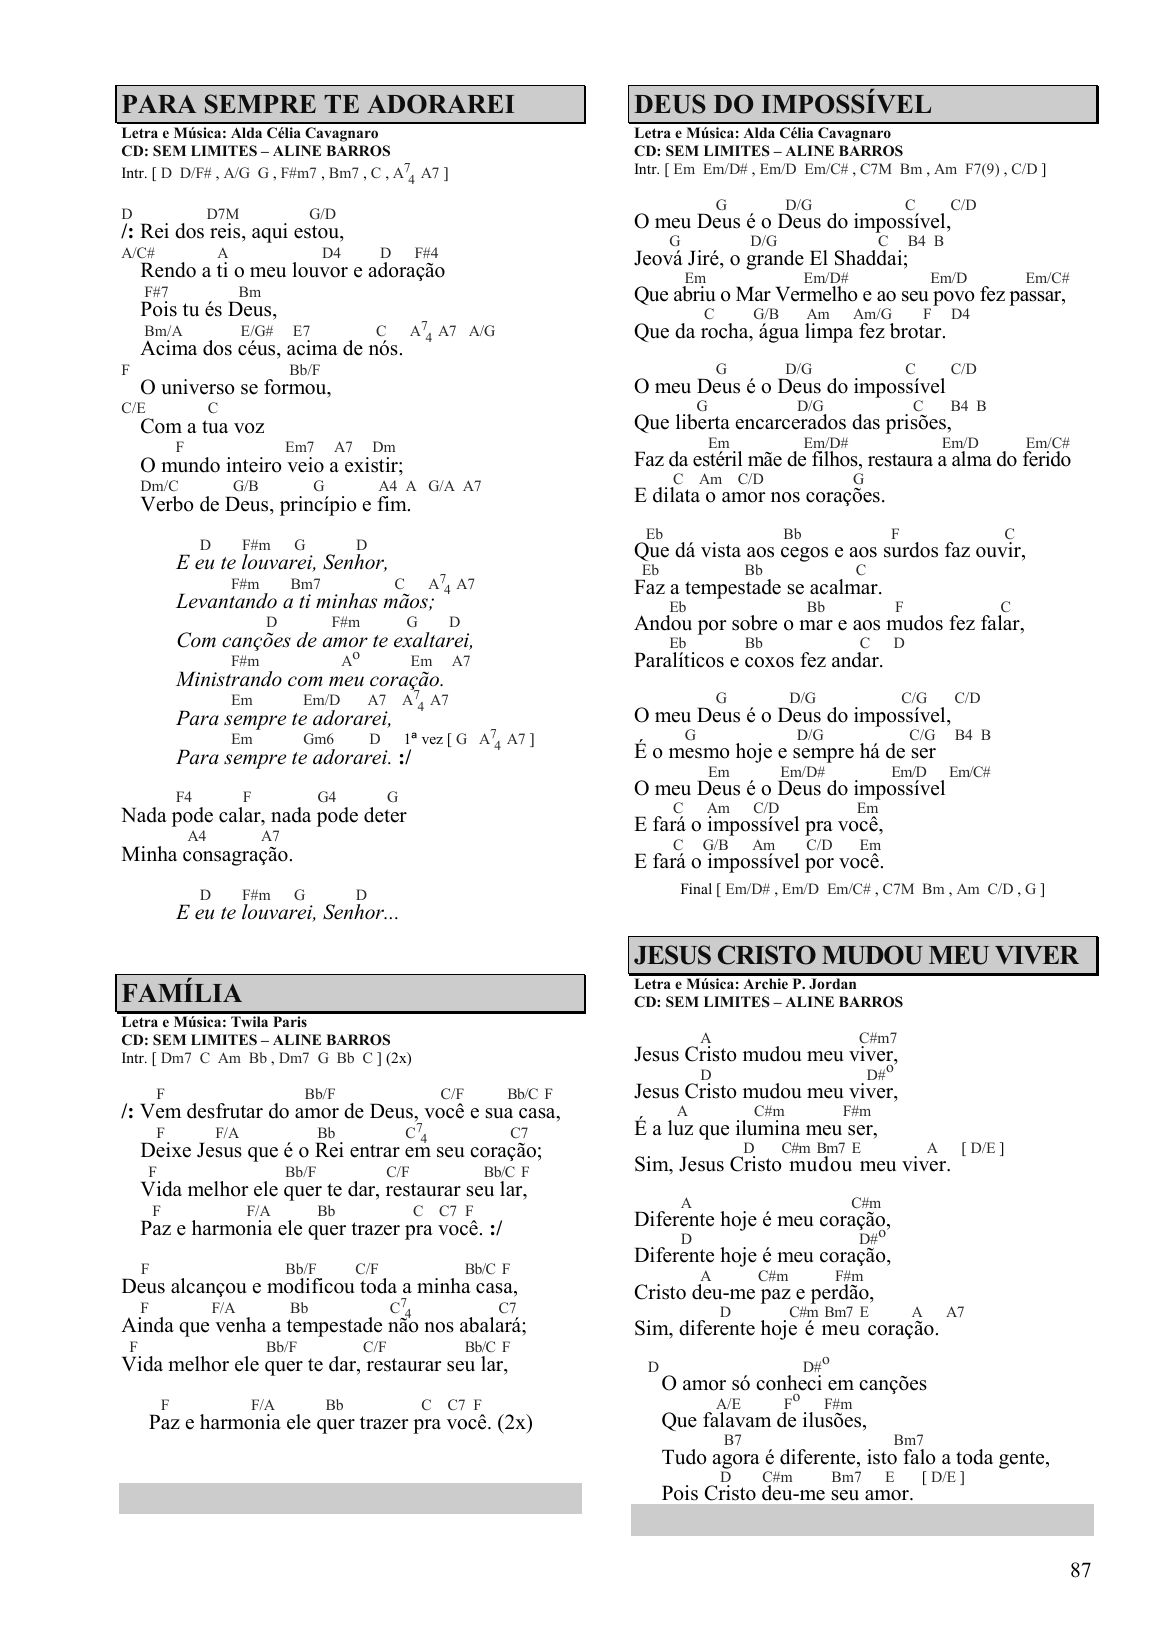 PARA SEMPRE TE ADORAREI
Letra e Música: Alda Célia Cavagnaro
CD: SEM LIMITES – ALINE BARROS
Intr. [ D D/F# , A/G G , F#m7 , Bm7 , C , A7 4 A7 ]
D D7M G/D
/: Rei dos reis, aqui estou,
A/C# A D4 D F#4
Rendo a ti o meu louvor e adoração
F#7 Bm
Pois tu és Deus,
Bm/A E/G# E7 C A7 4 A7 A/G
Acima dos céus, acima de nós.
F Bb/F
O universo se formou,
C/E C
Com a tua voz
F Em7 A7 Dm
O mundo inteiro veio a existir;
Dm/C G/B G A4 A G/A A7
Verbo de Deus, princípio e fim.
D F#m G D
E eu te louvarei, Senhor,
F#m Bm7 C A7 4 A7
Levantando a ti minhas mãos;
D F#m G D
Com canções de amor te exaltarei,
F#m Aº Em A7
Ministrando com meu coração.
Em Em/D A7 A7 4 A7
Para sempre te adorarei,
Em Gm6 D 1ª vez [ G A7 4 A7 ]
Para sempre te adorarei. :/
F4 F G4 G
Nada pode calar, nada pode deter
A4 A7
Minha consagração.
D F#m G D
E eu te louvarei, Senhor...
FAMÍLIA
Letra e Música: Twila Paris
CD: SEM LIMITES – ALINE BARROS
Intr. [ Dm7 C Am Bb , Dm7 G Bb C ] (2x)
F Bb/F C/F Bb/C F
/: Vem desfrutar do amor de Deus, você e sua casa,
F F/A Bb C7 4 C7
Deixe Jesus que é o Rei entrar em seu coração;
F Bb/F C/F Bb/C F
Vida melhor ele quer te dar, restaurar seu lar,
F F/A Bb C C7 F
Paz e harmonia ele quer trazer pra você. :/
F Bb/F C/F Bb/C F
Deus alcançou e modificou toda a minha casa,
F F/A Bb C7 4 C7
Ainda que venha a tempestade não nos abalará;
F Bb/F C/F Bb/C F
Vida melhor ele quer te dar, restaurar seu lar,
F F/A Bb C C7 F
Paz e harmonia ele quer trazer pra você. (2x)
DEUS DO IMPOSSÍVEL
Letra e Música: Alda Célia Cavagnaro
CD: SEM LIMITES – ALINE BARROS
Intr. [ Em Em/D# , Em/D Em/C# , C7M Bm , Am F7(9) , C/D ]
G D/G C C/D
O meu Deus é o Deus do impossível,
G D/G C B4 B
Jeová Jiré, o grande El Shaddai;
Em Em/D# Em/D Em/C#
Que abriu o Mar Vermelho e ao seu povo fez passar,
C G/B Am Am/G F D4
Que da rocha, água limpa fez brotar.
G D/G C C/D
O meu Deus é o Deus do impossível
G D/G C B4 B
Que liberta encarcerados das prisões,
Em Em/D# Em/D Em/C#
Faz da estéril mãe de filhos, restaura a alma do ferido
C Am C/D G
E dilata o amor nos corações.
Eb Bb F C
Que dá vista aos cegos e aos surdos faz ouvir,
Eb Bb C
Faz a tempestade se acalmar.
Eb Bb F C
Andou por sobre o mar e aos mudos fez falar,
Eb Bb C D
Paralíticos e coxos fez andar.
G D/G C/G C/D
O meu Deus é o Deus do impossível,
G D/G C/G B4 B
É o mesmo hoje e sempre há de ser
Em Em/D# Em/D Em/C#
O meu Deus é o Deus do impossível
C Am C/D Em
E fará o impossível pra você,
C G/B Am C/D Em
E fará o impossível por você.
Final [ Em/D# , Em/D Em/C# , C7M Bm , Am C/D , G ]
JESUS CRISTO MUDOU MEU VIVER
Letra e Música: Archie P. Jordan
CD: SEM LIMITES – ALINE BARROS
A C#m7
Jesus Cristo mudou meu viver,
D D#º
Jesus Cristo mudou meu viver,
A C#m F#m
É a luz que ilumina meu ser,
D C#m Bm7 E A [ D/E ]
Sim, Jesus Cristo mudou meu viver.
A C#m
Diferente hoje é meu coração,
D D#º
Diferente hoje é meu coração,
A C#m F#m
Cristo deu-me paz e perdão,
D C#m Bm7 E A A7
Sim, diferente hoje é meu coração.
D D#º
O amor só conheci em canções
A/E Fº F#m
Que falavam de ilusões,
B7 Bm7
Tudo agora é diferente, isto falo a toda gente,
D C#m Bm7 E [ D/E ]
Pois Cristo deu-me seu amor.
87